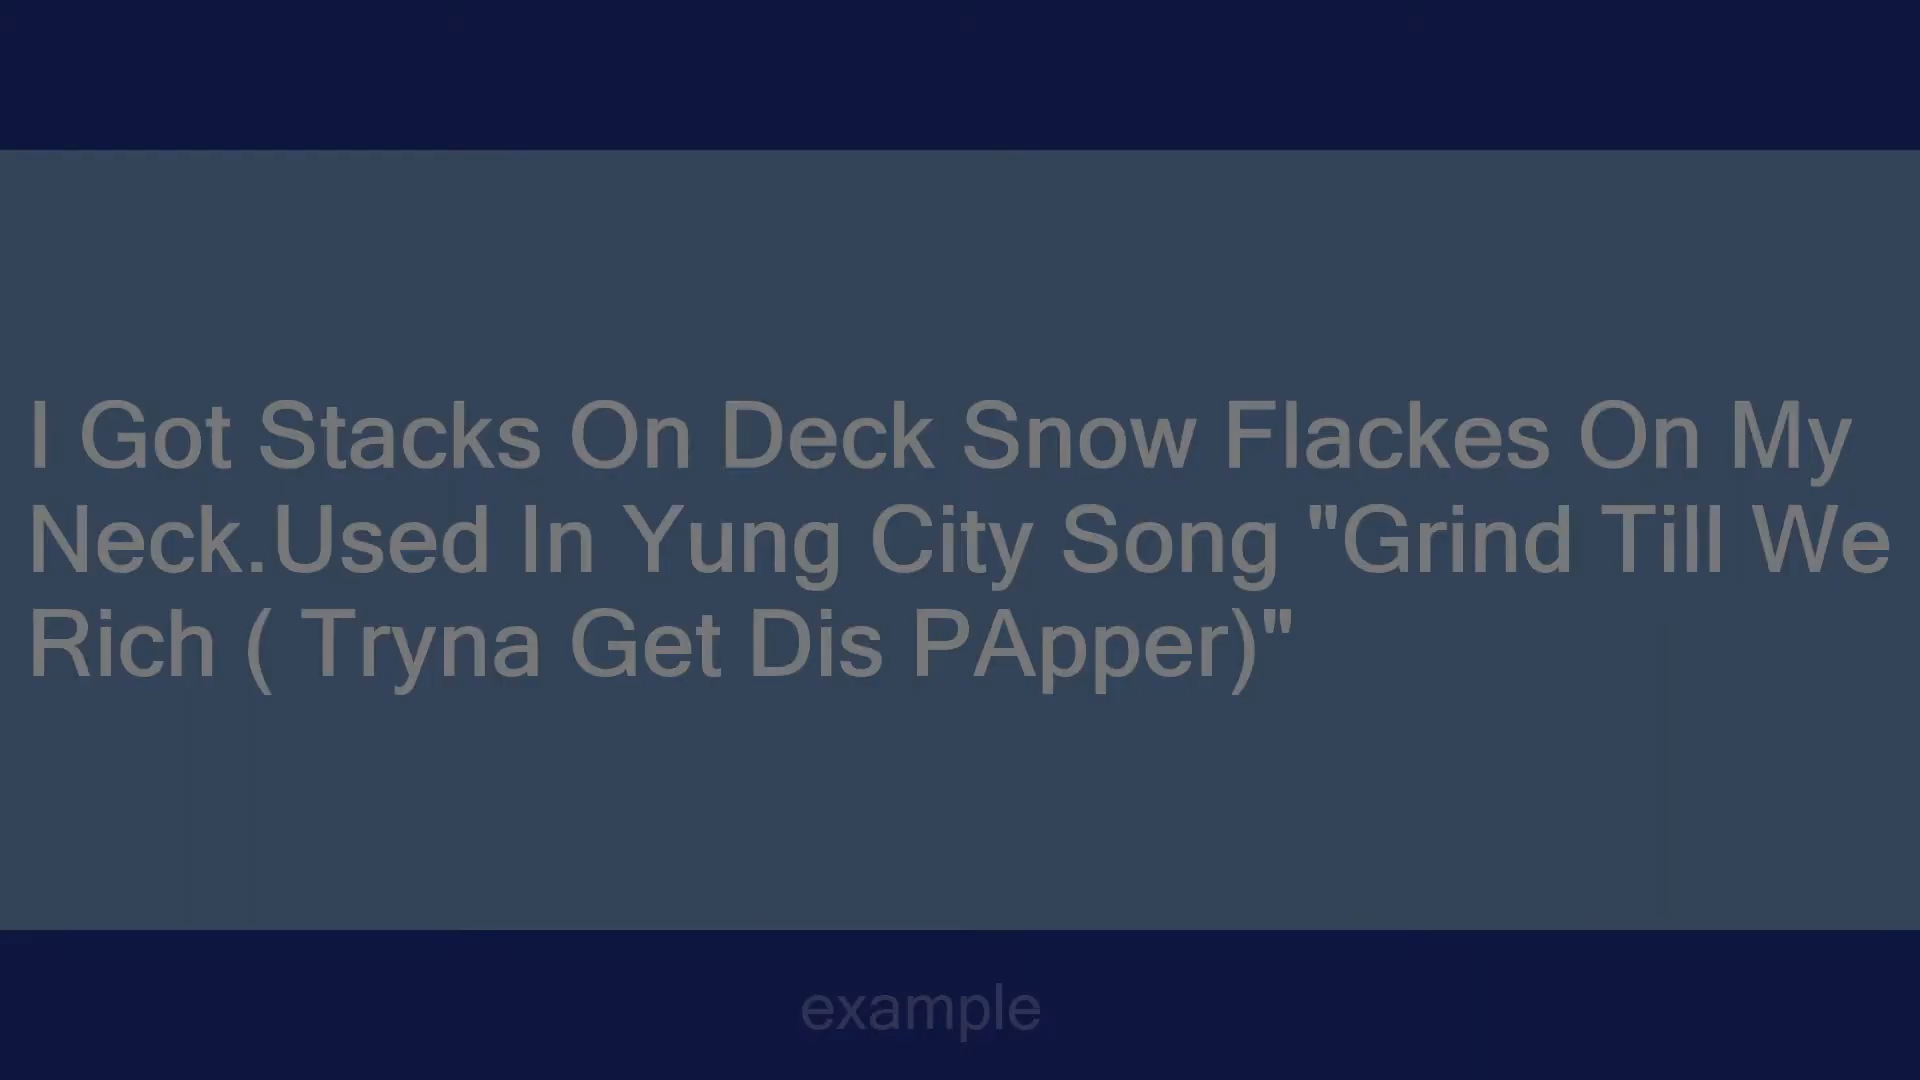 I Got Stacks On Deck Snow Flackes On My
Neck.Used In Yung City Song "Grind Till We
Rich ( Tryna Get Dis PApper)"
example